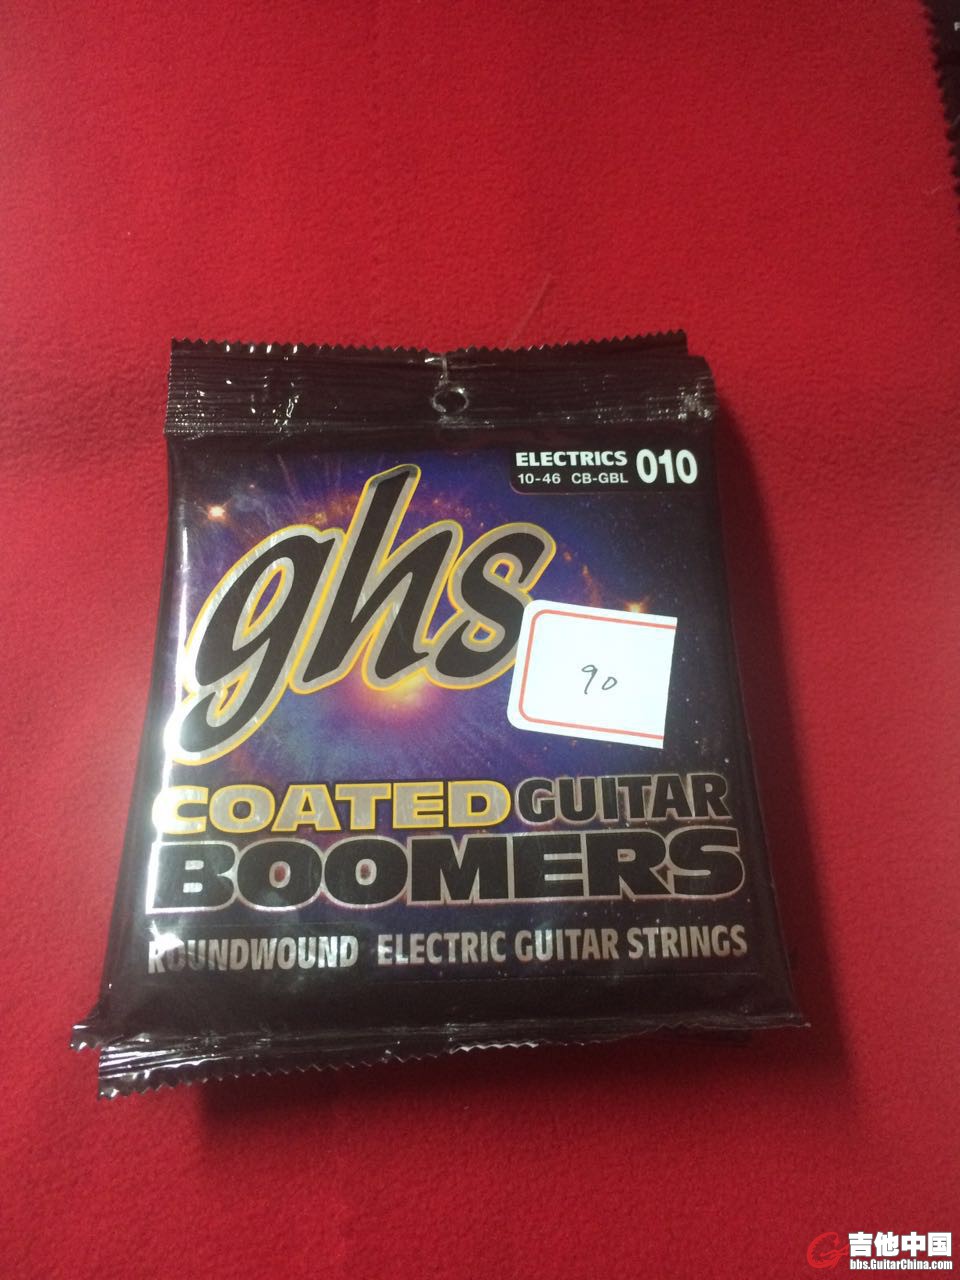 ELECTRICS 010
10-46 CB-GBL
ghs
90
COATED GUITAR
BOOMERS
ROUNDWOUND ELECTRIC GUITAR STRINGS
吉他中国
bbs.GuitarChina.com